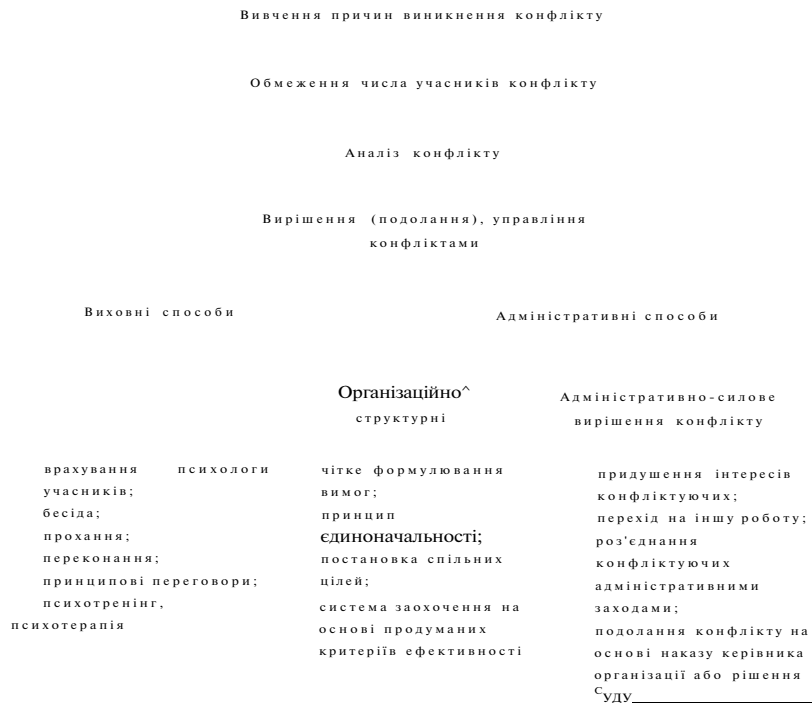 Вивчення причин виникнення конфлікту
Обмеження числа учасників конфлікту
Аналіз конфлікту
Вирішення (подолання), управління
конфліктами
Виховні способи
Адміністративні способи
Організаційно^
структурні
Адміністративно-силове
вирішення конфлікту
врахування психологи
учасників;
бесіда;
прохання;
переконання;
принципові переговори;
психотренінг,
психотерапія
чітке формулювання
вимог;
принцип
єдиноначальності;
постановка спільних
цілей;
система заохочення на
основі продуманих
критеріїв ефективності
придушення інтересів
конфліктуючих;
перехід на іншу роботу;
роз'єднання
конфліктуючих
адміністративними
заходами;
подолання конфлікту на
основі наказу керівника
організації або рішення
СУДУ